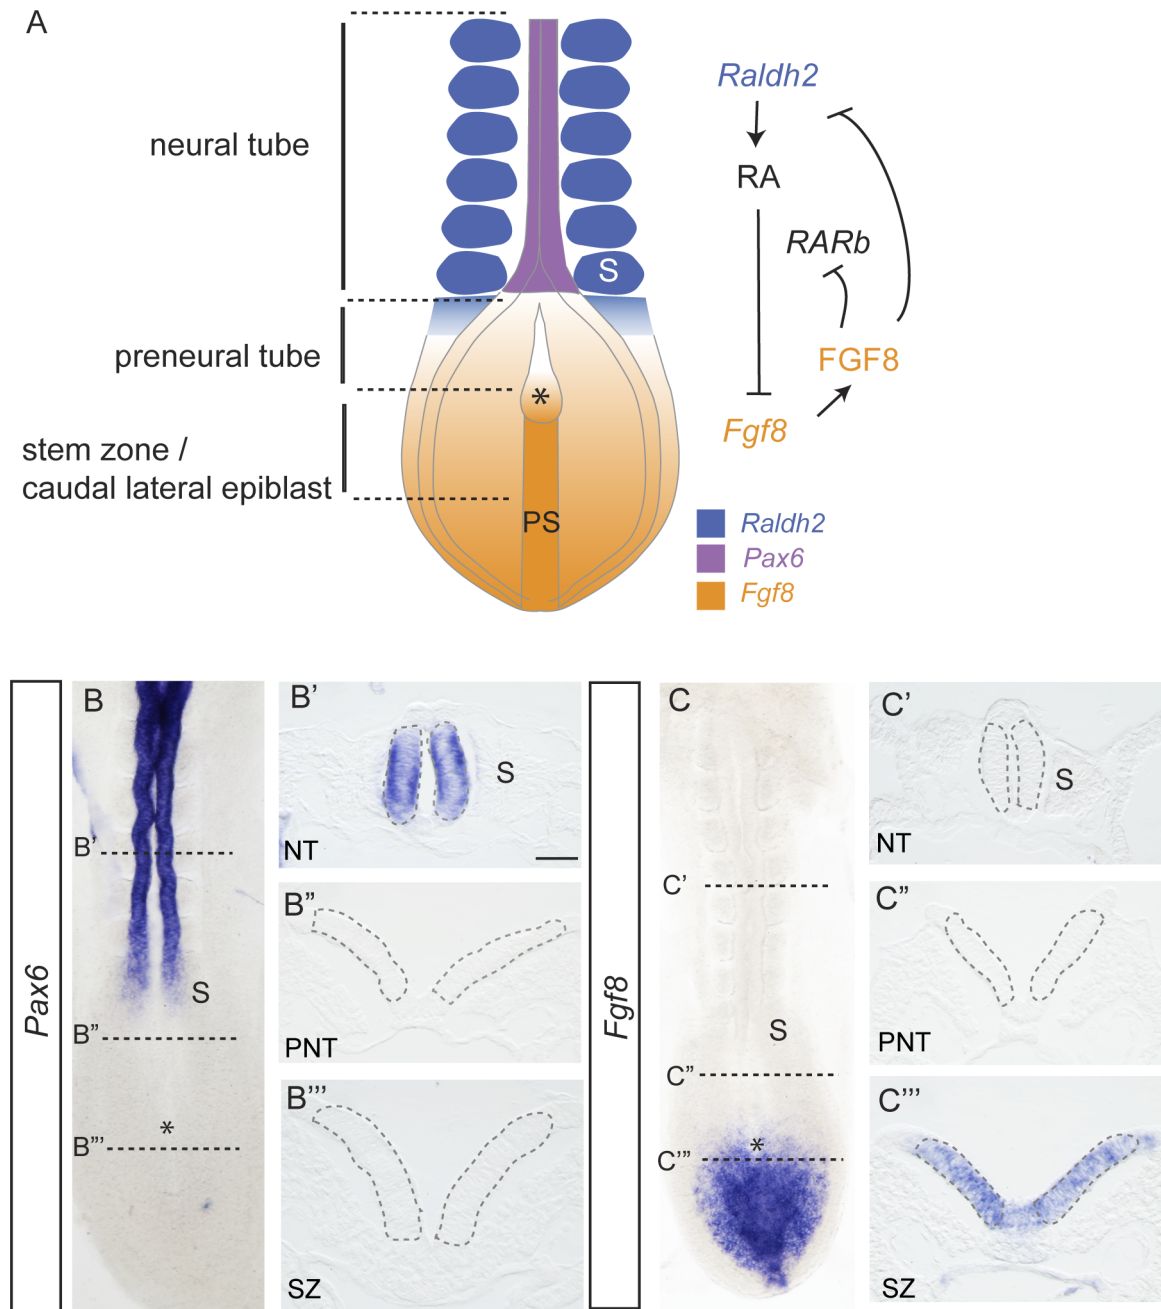 A
neural tube
preneural tube
stem zone /
caudal lateral epiblast
S
*
PS
Raldh2
RA
RARb
FGF8
Fgf8
Raldh2
Pax6
Fgf8
Pax6
B
B'
S
B''
*
B'''
B'
S
NT
B''
PNT
B'''
SZ
Fgf8
C
C'
S
C''
*
C'''
C'
S
NT
C''
PNT
C'''
SZ